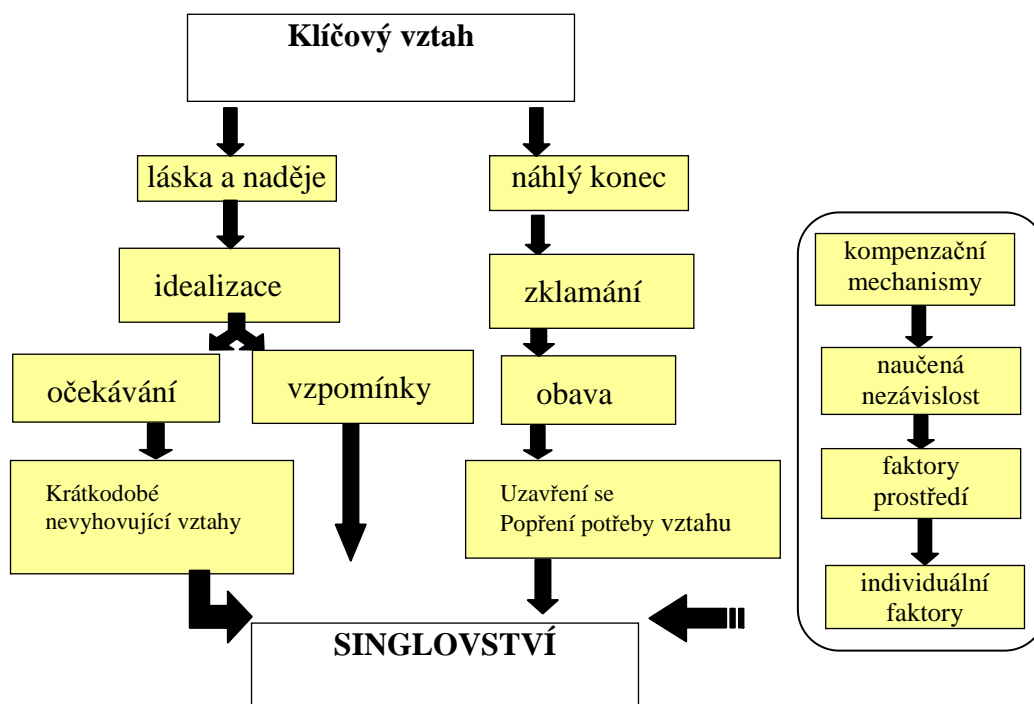 Klíčový vztah
láska a naděje
náhlý konec
idealizace
zklamání
očekávání
vzpomínky
obava
Krátkodobé
nevyhovující vztahy
Uzavření se
Popření potřeby vztahu
kompenzační
mechanismy
naučená
nezávislost
faktory
prostředí
individuální
faktory
SINGLOVSTVÍ